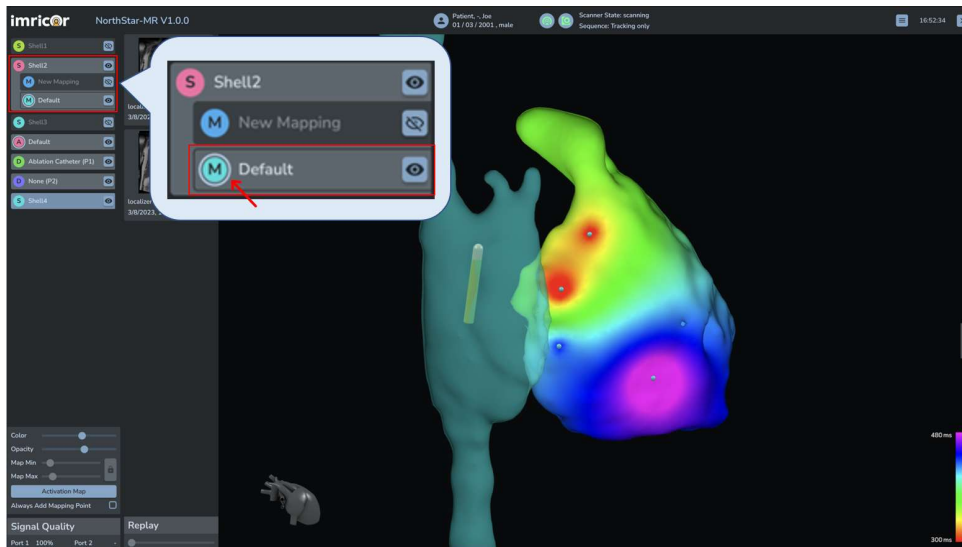 imricor
NorthStar-MR V1.0.0
Patient, -, Joe
01 / 03 / 2001 , male
Scanner State: scanning
Sequence: Tracking only
16:52:34
S Shell1
S Shell2
M New Mapping
M Default
S Shell3
A Default
D Ablation Catheter (P1)
D None (P2)
S Shell4
localizer
3/8/2023,
S Shell2
M New Mapping
M Default
Color
Opacity
Map Min
Map Max
Activation Map
Always Add Mapping Point
Signal Quality
Port 1 100% Port 2 -
Replay
480 ms
300 ms